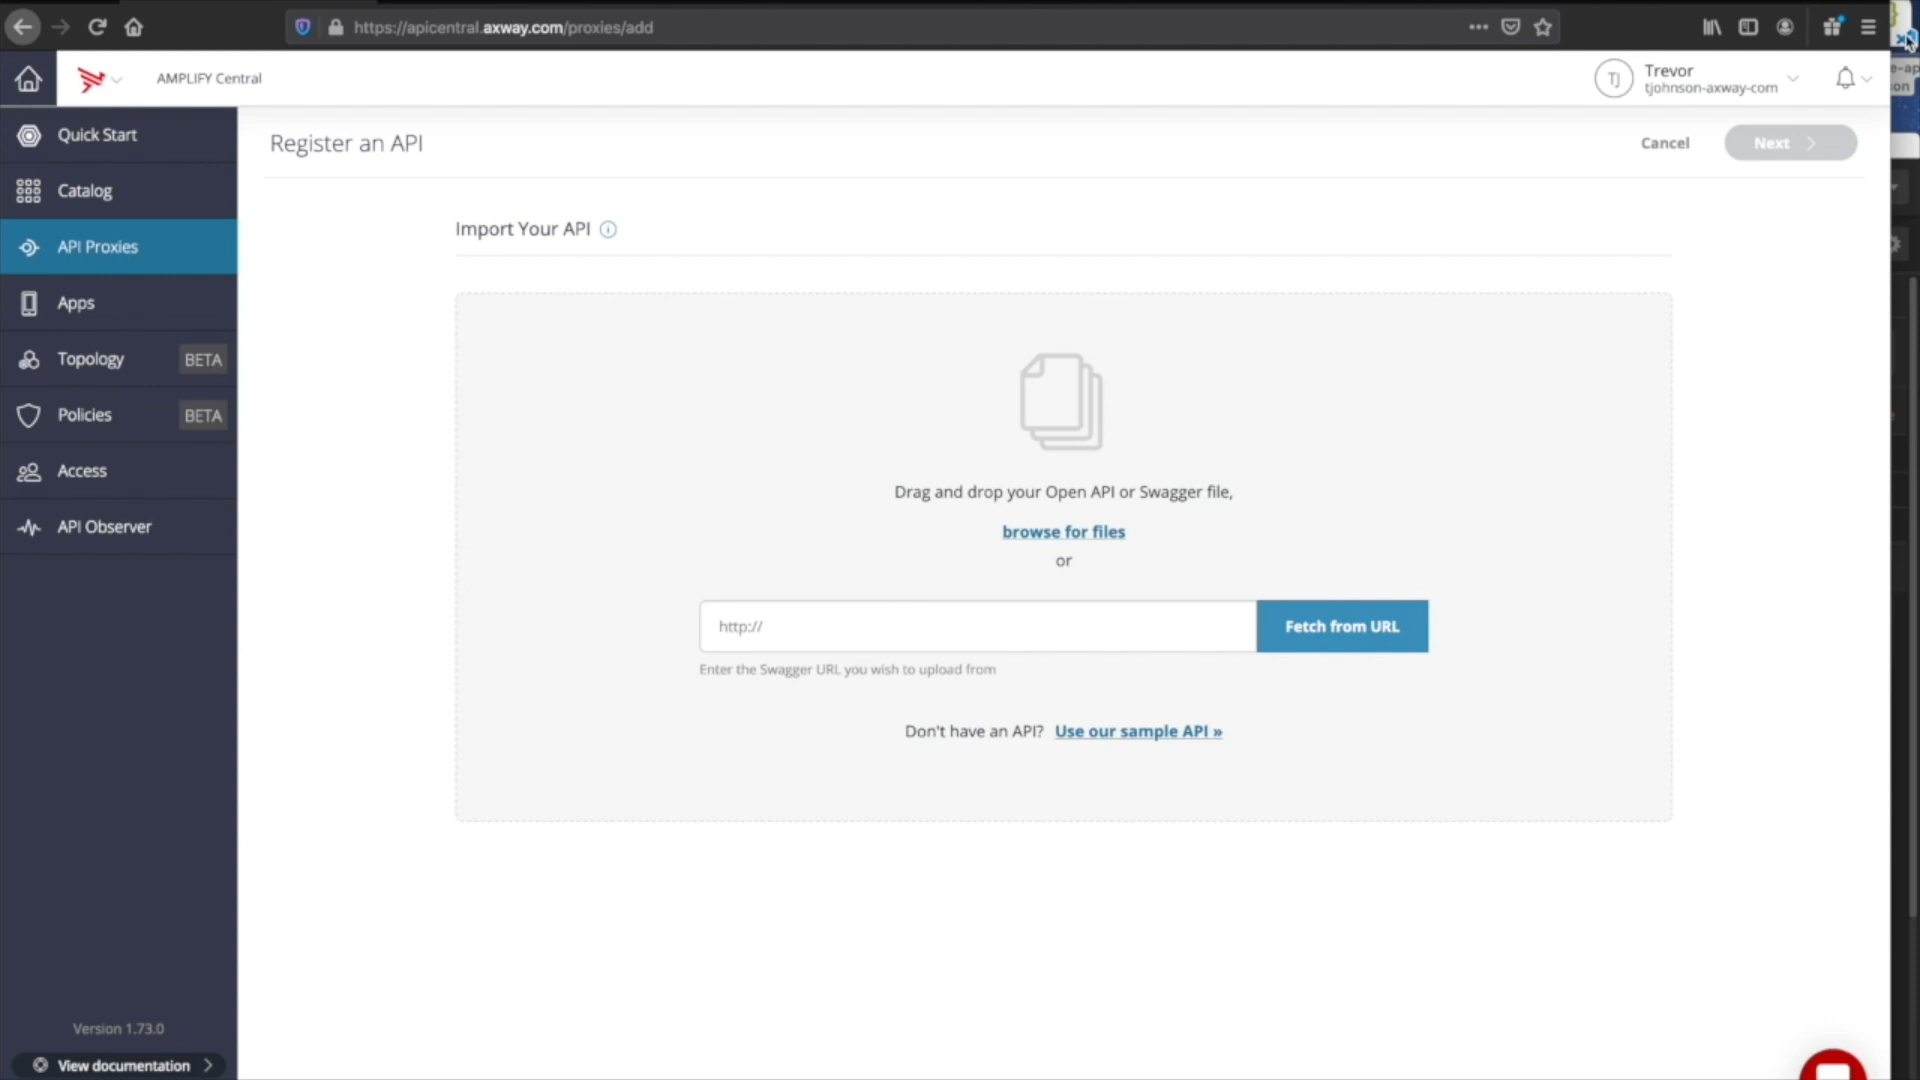 https://apicentral.axway.com/proxies/add
AMPLIFY Central
TJ
Trevor
tjohnson-axway-com
Quick Start
Catalog
API Proxies
Apps
Topology BETA
Policies BETA
Access
API Observer
Version 1.73.0
View documentation
Register an API
Cancel
Next
Import Your API
Drag and drop your Open API or Swagger file,
browse for files
or
http://
Fetch from URL
Enter the Swagger URL you wish to upload from
Don't have an API? Use our sample API »